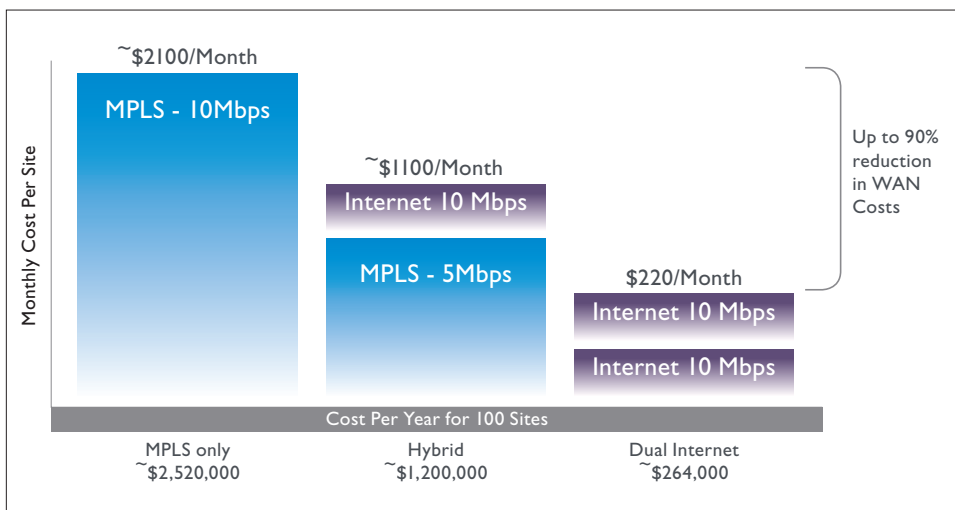 ~$2100/Month
MPLS - 10Mbps
~$1100/Month
Internet 10 Mbps
MPLS - 5Mbps
$220/Month
Internet 10 Mbps
Internet 10 Mbps
Up to 90%
reduction
in WAN
Costs
Monthly Cost Per Site
Cost Per Year for 100 Sites
MPLS only
~$2,520,000
Hybrid
~$1,200,000
Dual Internet
~$264,000